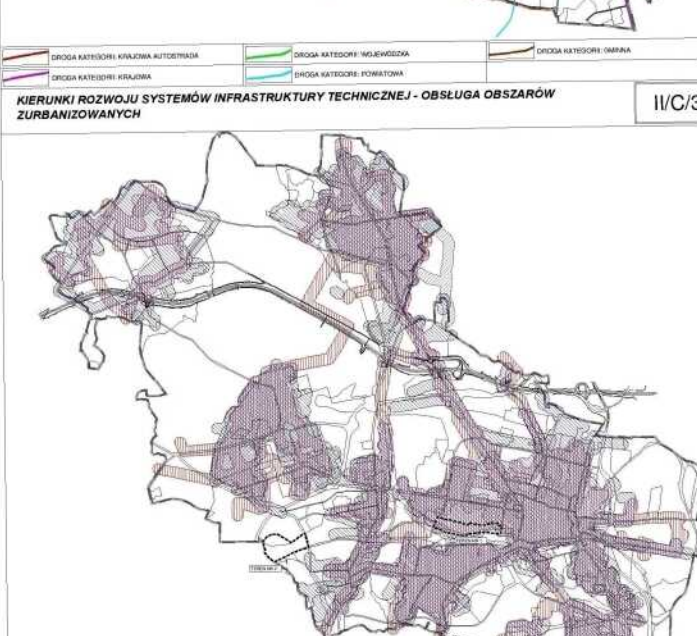 DROGA KATEGORII: KRAJOWA AUTOSTRADA
DROGA KATEGORII: WOJEWÓDZKA
DROGA KATEGORII: GMINNA
DROGA KATEGORII: KRAJOWA
DROGA KATEGORII: POWIATOWA
KIERUNKI ROZWOJU SYSTEMÓW INFRASTRUKTURY TECHNICZNEJ - OBSŁUGA OBSZARÓW
ZURBANIZOWANYCH
II/C/3